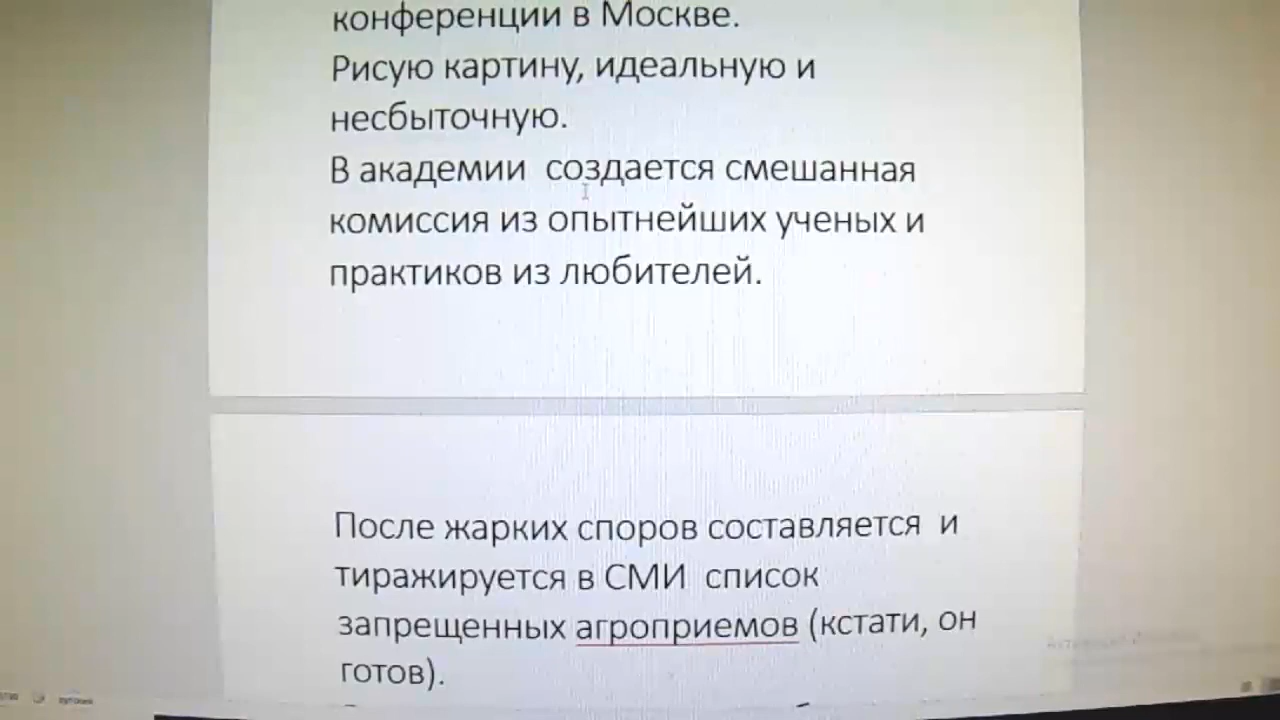 конференции в Москве.
Рисую картину, идеальную и
несбыточную.
В академии создается смешанная
комиссия из опытнейших ученых и
практиков из любителей.
После жарких споров составляется и
тиражируется в СМИ список
запрещенных агроприемов (кстати, он
готов).